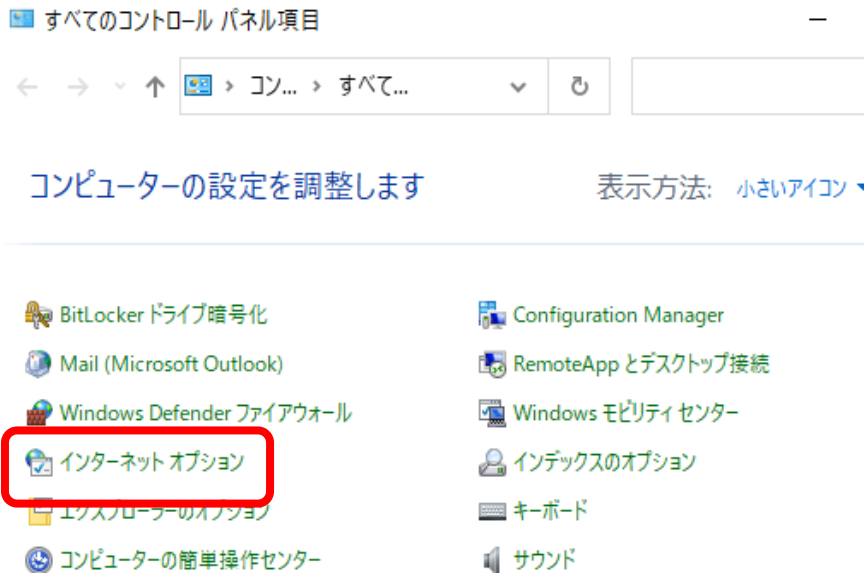 すべてのコントロール パネル項目
コン... すべて...
コンピューターの設定を調整します
表示方法: 小さいアイコン
BitLocker ドライブ暗号化
Configuration Manager
Mail (Microsoft Outlook)
RemoteApp とデスクトップ接続
Windows Defender ファイアウォール
Windows モビリティ センター
インターネット オプション
インデックスのオプション
エクスプローラーのオプション
キーボード
コンピューターの簡単操作センター
サウンド